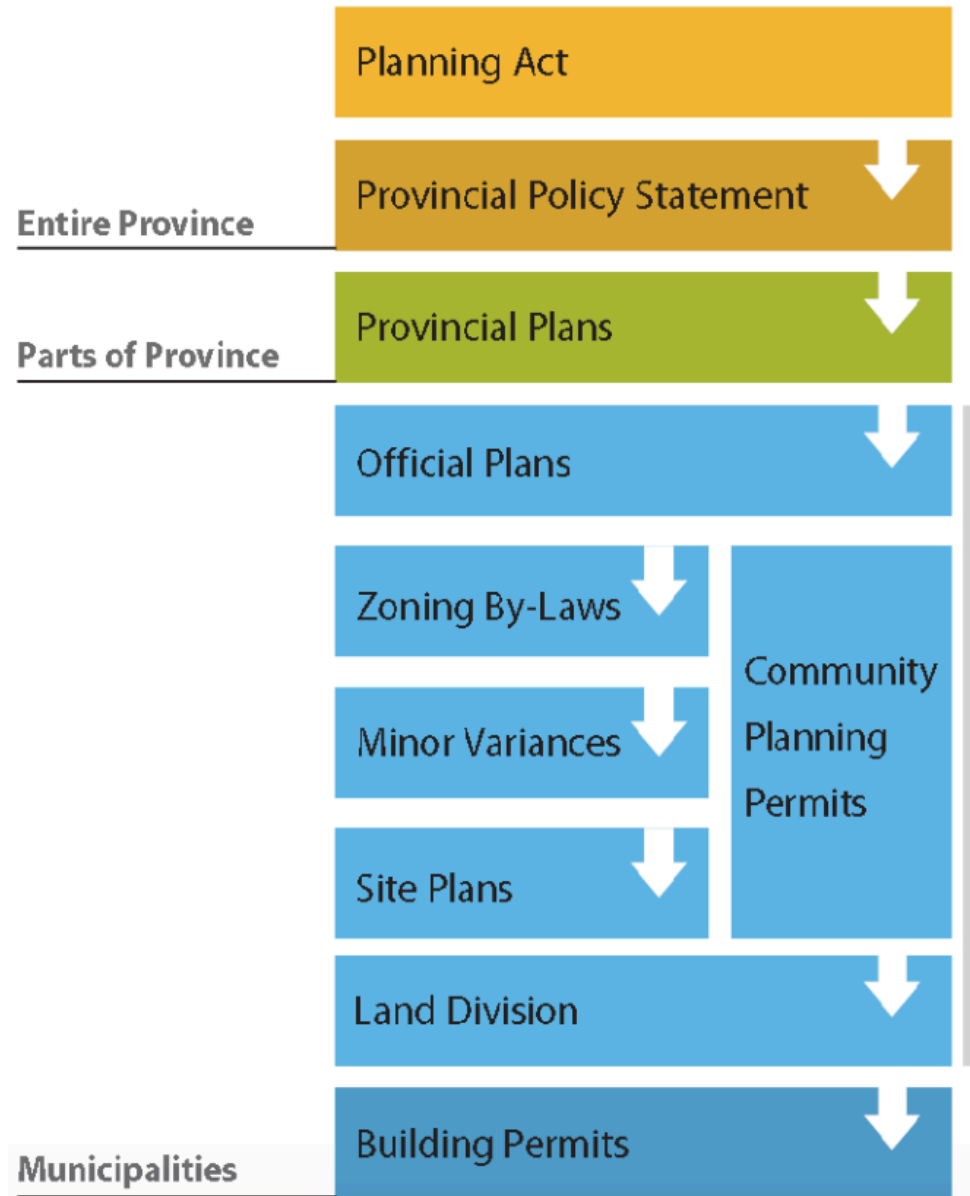 Planning Act
Provincial Policy Statement
Entire Province
Provincial Plans
Parts of Province
Official Plans
Zoning By-Laws
Minor Variances
Site Plans
Community
Planning
Permits
Land Division
Building Permits
Municipalities